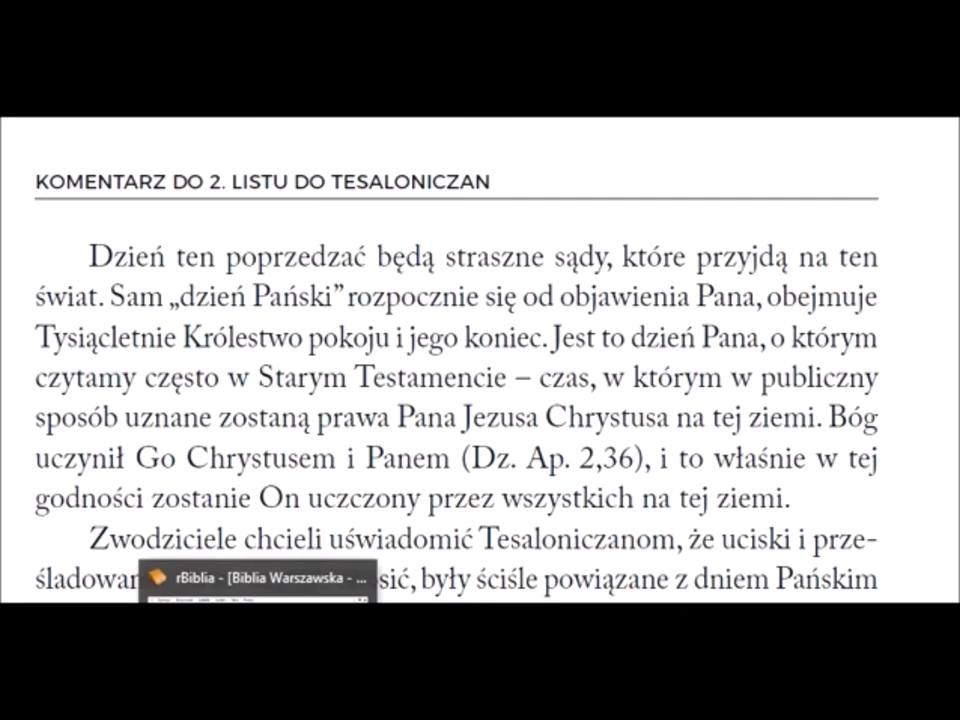 KOMENTARZ DO 2. LISTU DO TESALONICZAN
Dzień ten poprzedzać będą straszne sądy, które przyjdą na ten
świat. Sam „dzień Pański” rozpocznie się od objawienia Pana, obejmuje
Tysiącletnie Królestwo pokoju i jego koniec. Jest to dzień Pana, o którym
czytamy często w Starym Testamencie – czas, w którym w publiczny
sposób uznane zostaną prawa Pana Jezusa Chrystusa na tej ziemi. Bóg
uczynił Go Chrystusem i Panem (Dz. Ap. 2,36), i to właśnie w tej
godności zostanie On uczczony przez wszystkich na tej ziemi.
Zwodziciele chcieli uświadomić Tesaloniczanom, że uciski i prze-
śladowan sić, były ściśle powiązane z dniem Pańskim
rBiblia - [Biblia Warszawska - ...